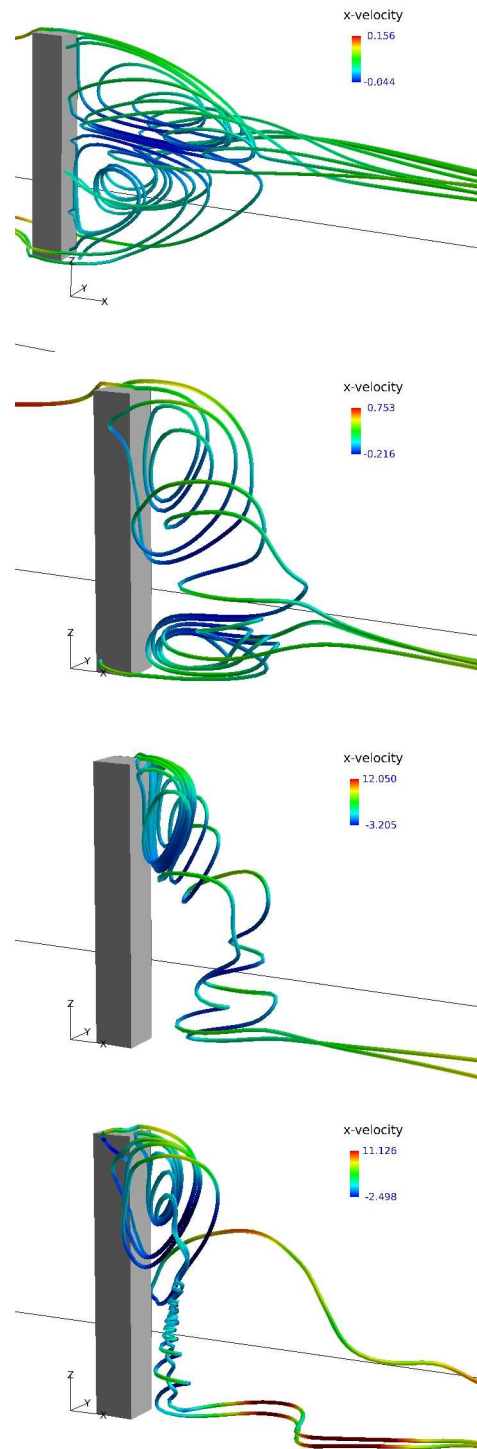 x-velocity
0.156
-0.044
Z
Y
X
x-velocity
0.753
-0.216
Z
Y
X
x-velocity
12.050
-3.205
Z
Y
X
x-velocity
11.126
-2.498
Z
Y
X